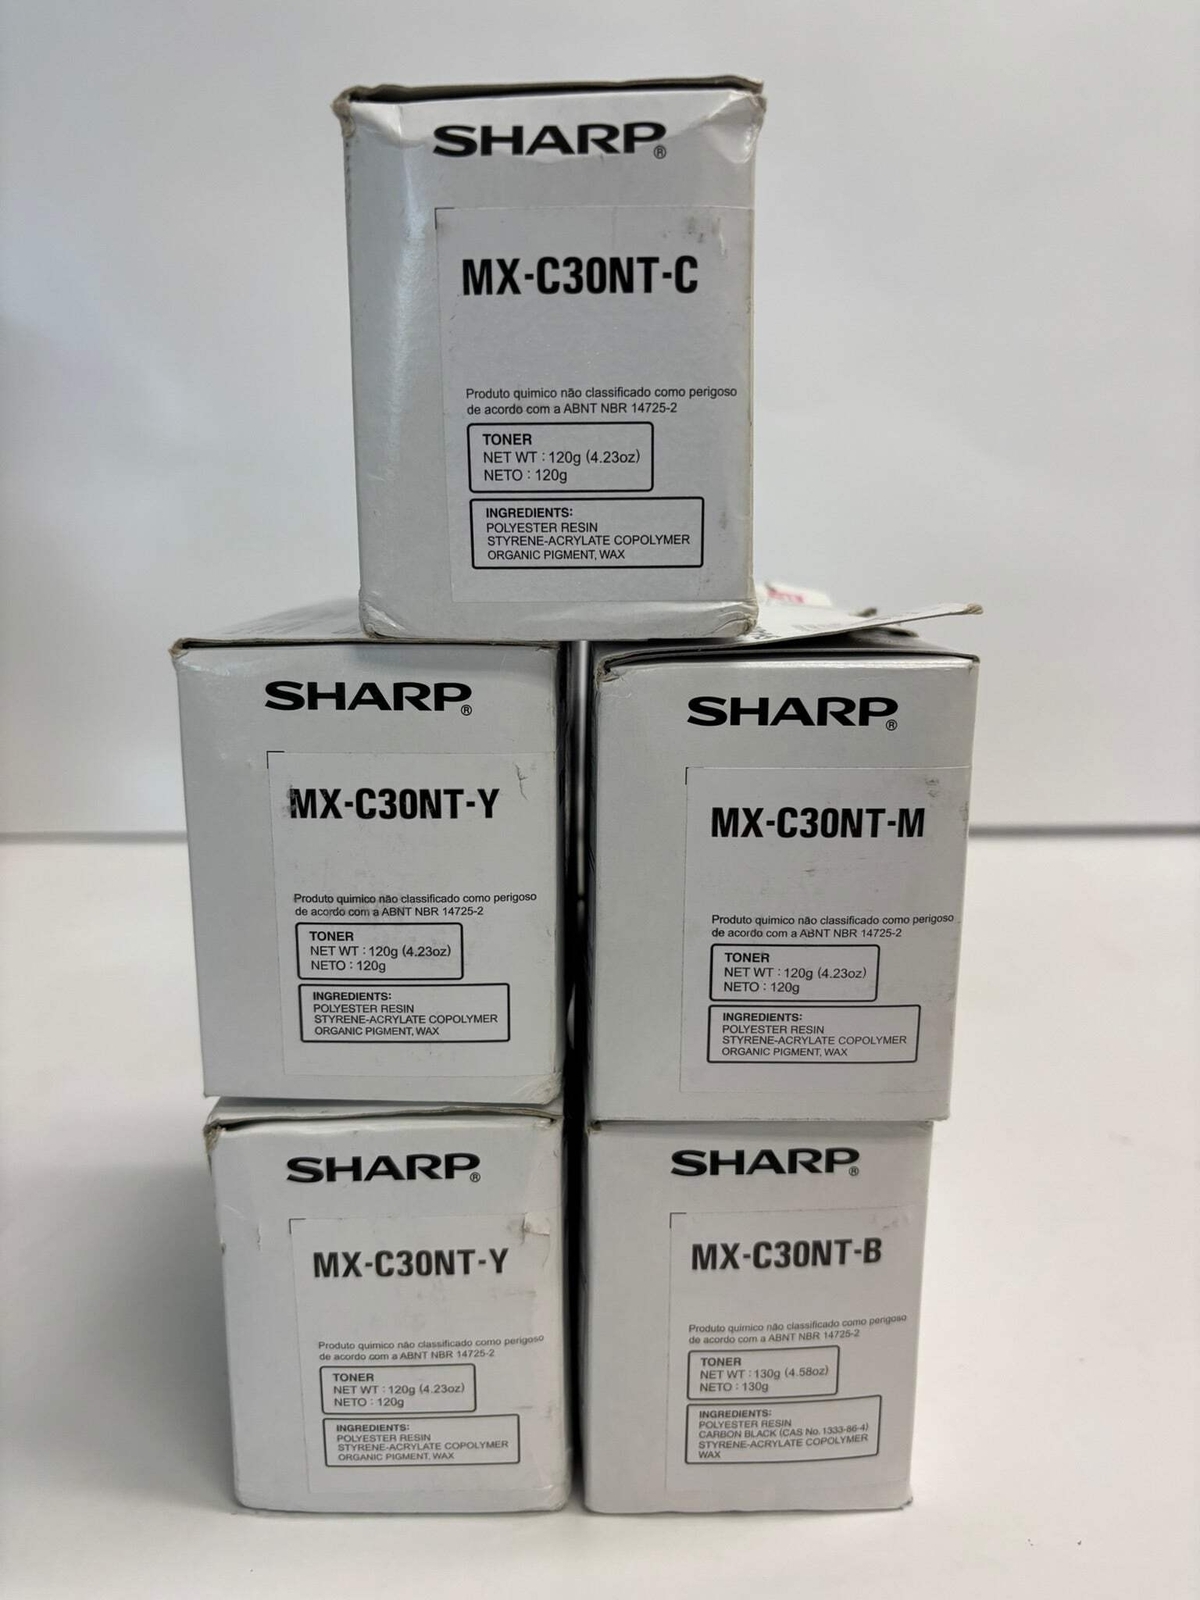 SHARP®
MX-C30NT-C
Produto quimico não classificado como perigoso
de acordo com a ABNT NBR 14725-2
TONER
NET WT : 120g (4.23oz)
NETO : 120g
INGREDIENTS:
POLYESTER RESIN
STYRENE-ACRYLATE COPOLYMER
ORGANIC PIGMENT, WAX
SHARP®
MX-C30NT-Y
Produto quimico não classificado como perigoso
de acordo com a ABNT NBR 14725-2
TONER
NET WT : 120g (4.23oz)
NETO : 120g
INGREDIENTS:
POLYESTER RESIN
STYRENE-ACRYLATE COPOLYMER
ORGANIC PIGMENT, WAX
SHARP®
MX-C30NT-M
Produto quimico não classificado como perigoso
de acordo com a ABNT NBR 14725-2
TONER
NET WT : 120g (4.23oz)
NETO : 120g
INGREDIENTS:
POLYESTER RESIN
STYRENE-ACRYLATE COPOLYMER
ORGANIC PIGMENT, WAX
SHARP®
MX-C30NT-Y
Produto quimico não classificado como perigoso
de acordo com a ABNT NBR 14725-2
TONER
NET WT : 120g (4.23oz)
NETO : 120g
INGREDIENTS:
POLYESTER RESIN
STYRENE-ACRYLATE COPOLYMER
ORGANIC PIGMENT, WAX
SHARP®
MX-C30NT-B
Produto quimico não classificado como perigoso
de acordo com a ABNT NBR 14725-2
TONER
NET WT : 130g (4.58oz)
NETO : 130g
INGREDIENTS:
POLYESTER RESIN
CARBON BLACK (CAS No. 1333-86-4)
STYRENE-ACRYLATE COPOLYMER
WAX